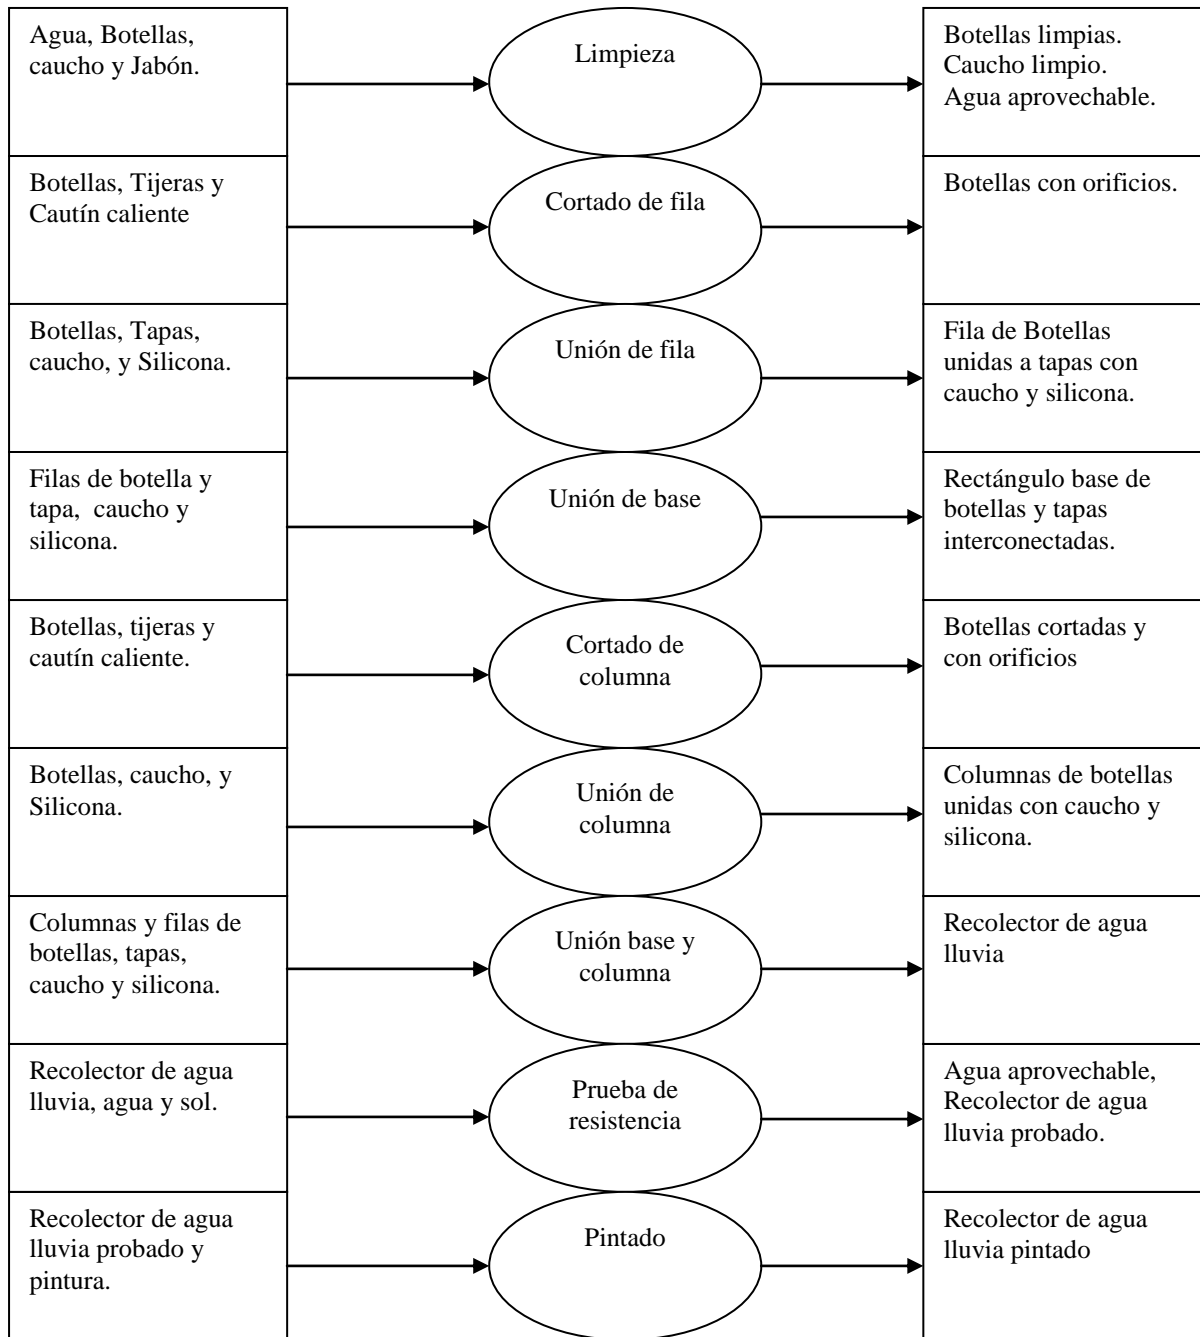 Agua, Botellas,
caucho y Jabón.
Limpieza
Botellas limpias.
Caucho limpio.
Agua aprovechable.
Botellas, Tijeras y
Cautín caliente
Cortado de fila
Botellas con orificios.
Botellas, Tapas,
caucho, y Silicona.
Unión de fila
Fila de Botellas
unidas a tapas con
caucho y silicona.
Filas de botella y
tapa, caucho y
silicona.
Unión de base
Rectángulo base de
botellas y tapas
interconectadas.
Botellas, tijeras y
cautín caliente.
Cortado de
columna
Botellas cortadas y
con orificios
Botellas, caucho, y
Silicona.
Unión de
columna
Columnas de botellas
unidas con caucho y
silicona.
Columnas y filas de
botellas, tapas,
caucho y silicona.
Unión base y
columna
Recolector de agua
lluvia
Recolector de agua
lluvia, agua y sol.
Prueba de
resistencia
Agua aprovechable,
Recolector de agua
lluvia probado.
Recolector de agua
lluvia probado y
pintura.
Pintado
Recolector de agua
lluvia pintado